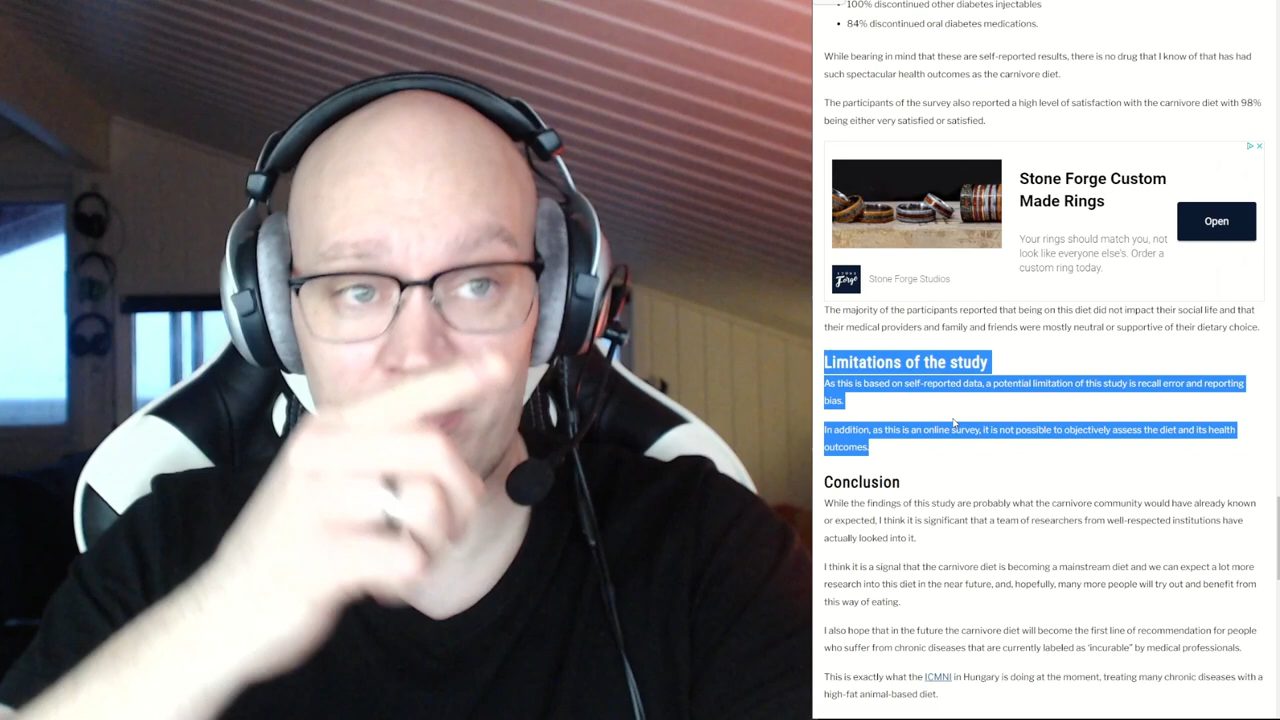 100% discontinued other diabetes injectables
84% discontinued oral diabetes medications.
While bearing in mind that these are self-reported results, there is no drug that I know of that has had
such spectacular health outcomes as the carnivore diet.
The participants of the survey also reported a high level of satisfaction with the carnivore diet with 98%
being either very satisfied or satisfied.
Stone Forge Custom
Made Rings
Open
Your rings should match you, not
look like everyone else's. Order a
custom ring today.
STONE
Forge
Stone Forge Studios
The majority of the participants reported that being on this diet did not impact their social life and that
their medical providers and family and friends were mostly neutral or supportive of their dietary choice.
Limitations of the study
As this is based on self-reported data, a potential limitation of this study is recall error and reporting
bias.
In addition, as this is an online survey, it is not possible to objectively assess the diet and its health
outcomes.
Conclusion
While the findings of this study are probably what the carnivore community would have already known
or expected, I think it is significant that a team of researchers from well-respected institutions have
actually looked into it.
I think it is a signal that the carnivore diet is becoming a mainstream diet and we can expect a lot more
research into this diet in the near future, and, hopefully, many more people will try out and benefit from
this way of eating.
I also hope that in the future the carnivore diet will become the first line of recommendation for people
who suffer from chronic diseases that are currently labeled as 'incurable" by medical professionals.
This is exactly what the ICMNI in Hungary is doing at the moment, treating many chronic diseases with a
high-fat animal-based diet.